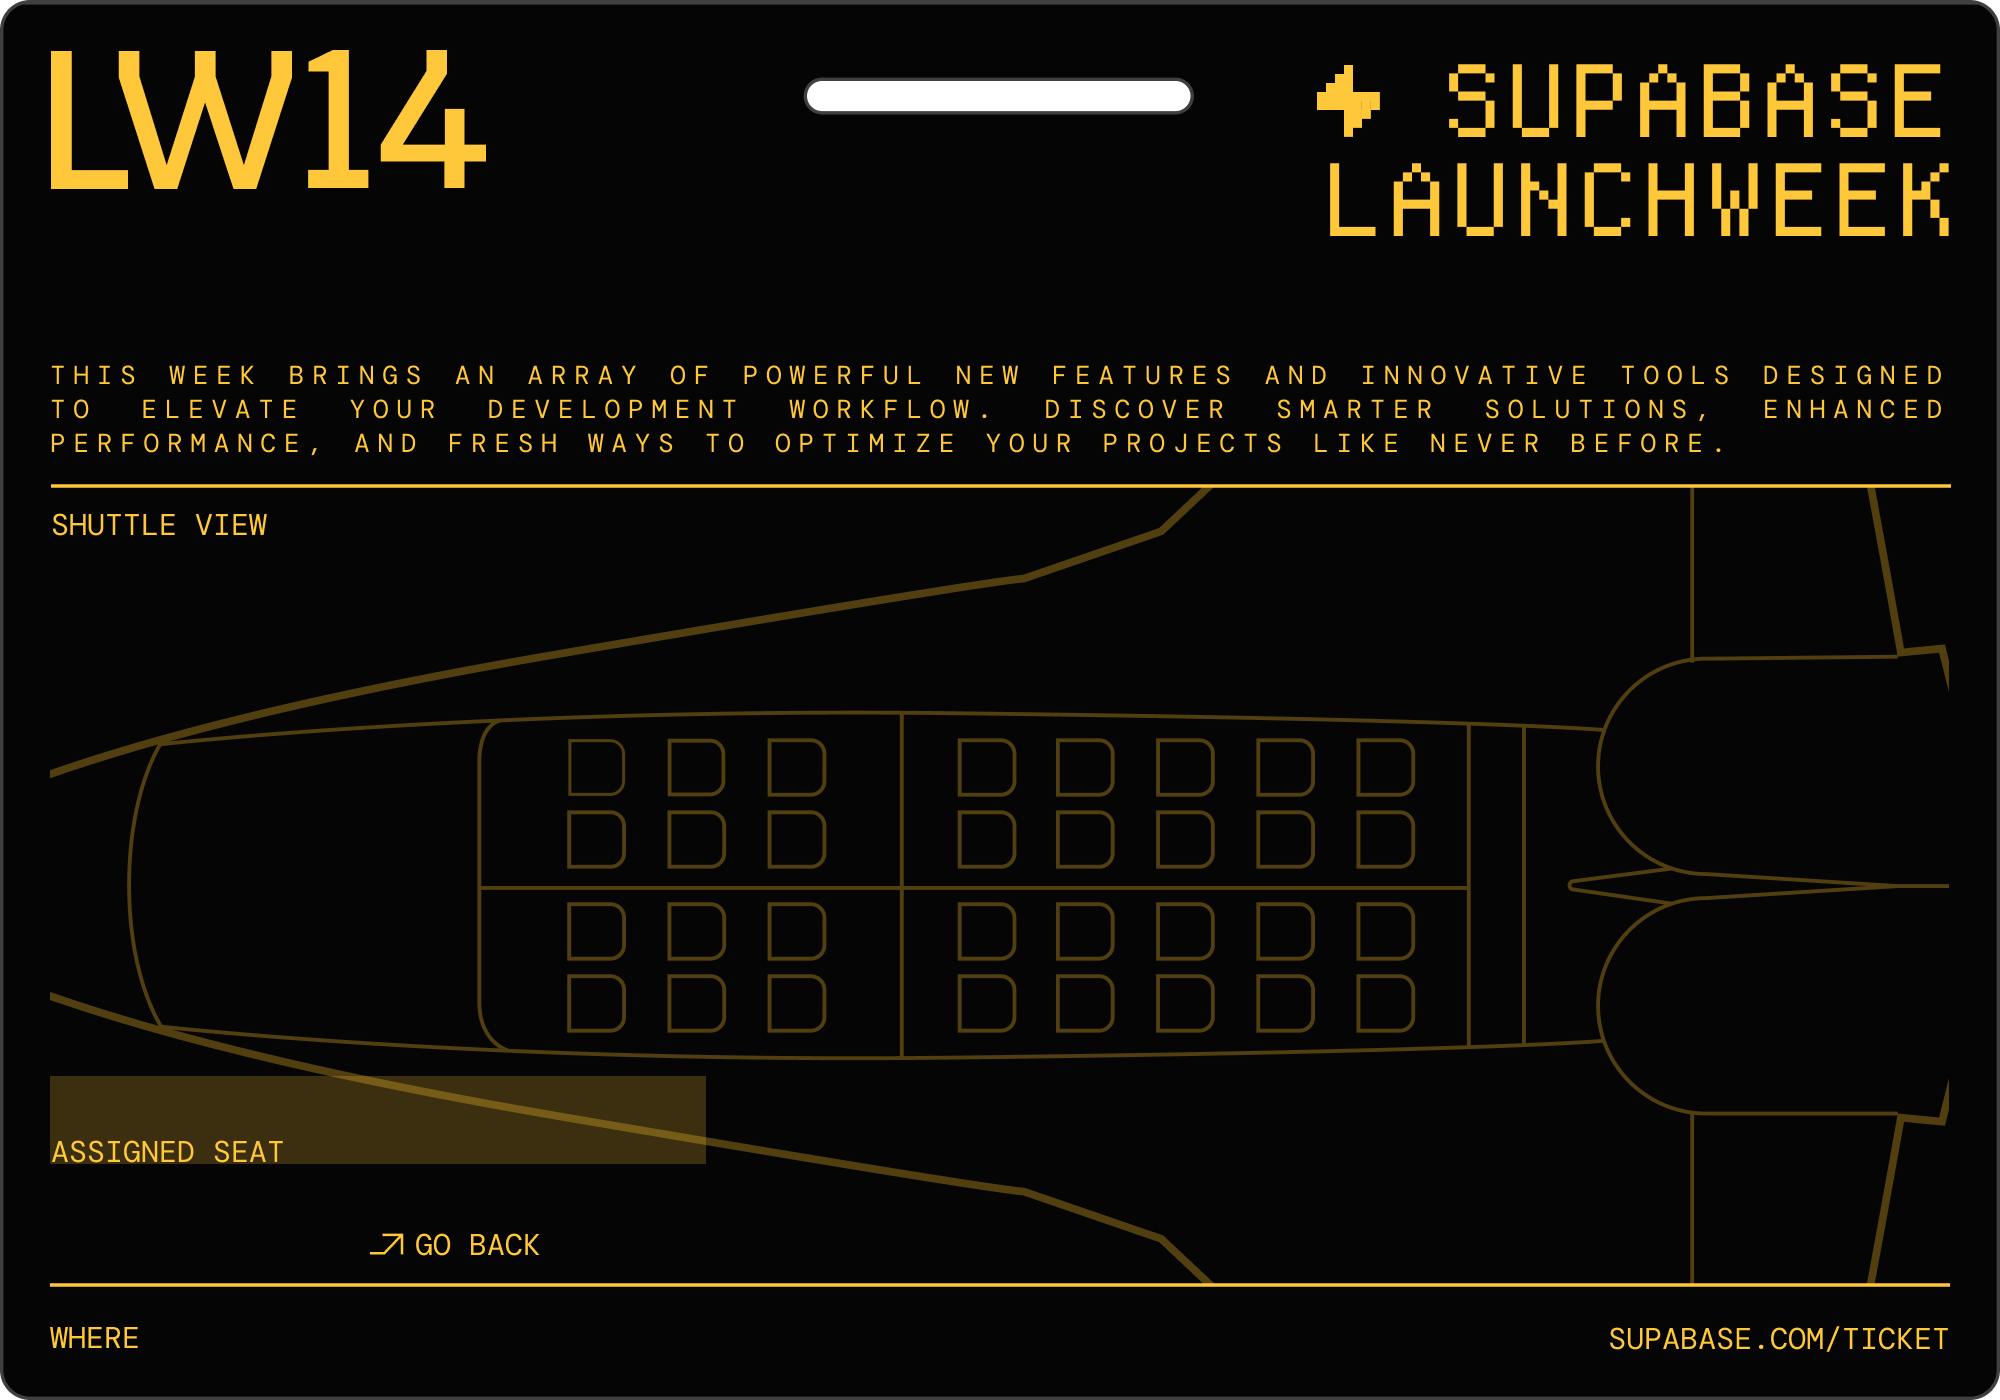 LW14
SUPABASE
LAUNCHWEEK
THIS WEEK BRINGS AN ARRAY OF POWERFUL NEW FEATURES AND INNOVATIVE TOOLS DESIGNED
TO ELEVATE YOUR DEVELOPMENT WORKFLOW. DISCOVER SMARTER SOLUTIONS, ENHANCED
PERFORMANCE, AND FRESH WAYS TO OPTIMIZE YOUR PROJECTS LIKE NEVER BEFORE.
SHUTTLE VIEW
ASSIGNED SEAT
GO BACK
WHERE
SUPABASE.COM/TICKET